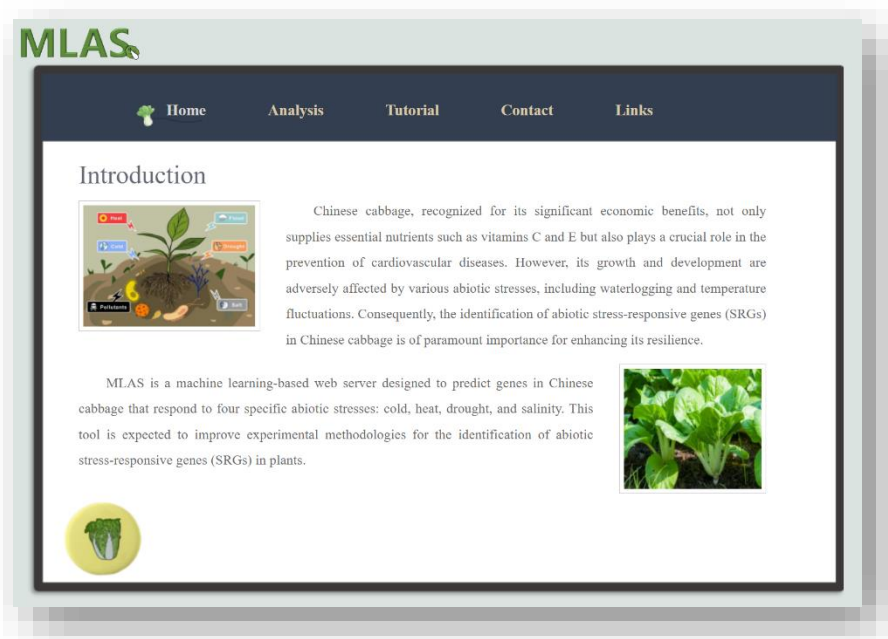 MLAS
Home Analysis Tutorial Contact Links
Introduction
Heat
Flood
Cold
Drought
Pollutants
Salt
Chinese cabbage, recognized for its significant economic benefits, not only
supplies essential nutrients such as vitamins C and E but also plays a crucial role in the
prevention of cardiovascular diseases. However, its growth and development are
adversely affected by various abiotic stresses, including waterlogging and temperature
fluctuations. Consequently, the identification of abiotic stress-responsive genes (SRGs)
in Chinese cabbage is of paramount importance for enhancing its resilience.
MLAS is a machine learning-based web server designed to predict genes in Chinese
cabbage that respond to four specific abiotic stresses: cold, heat, drought, and salinity. This
tool is expected to improve experimental methodologies for the identification of abiotic
stress-responsive genes (SRGs) in plants.